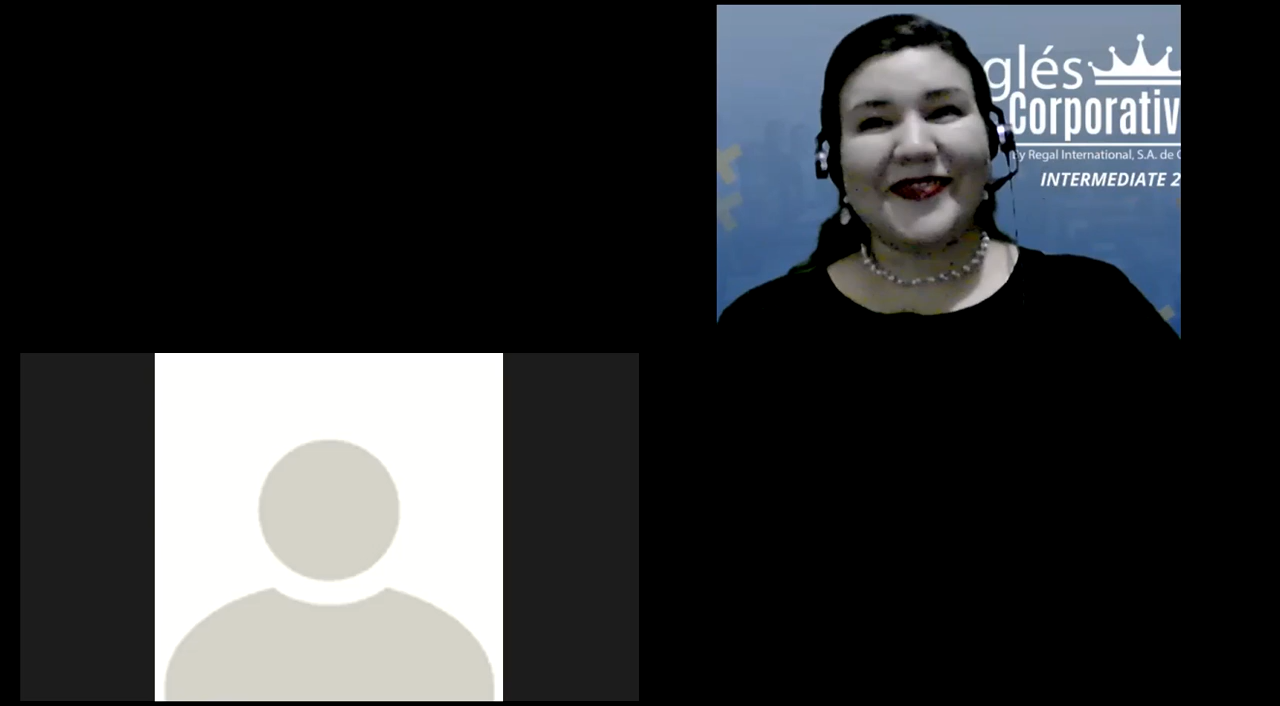 glés
Corporativ
by Regal International, S.A. de C
INTERMEDIATE 2